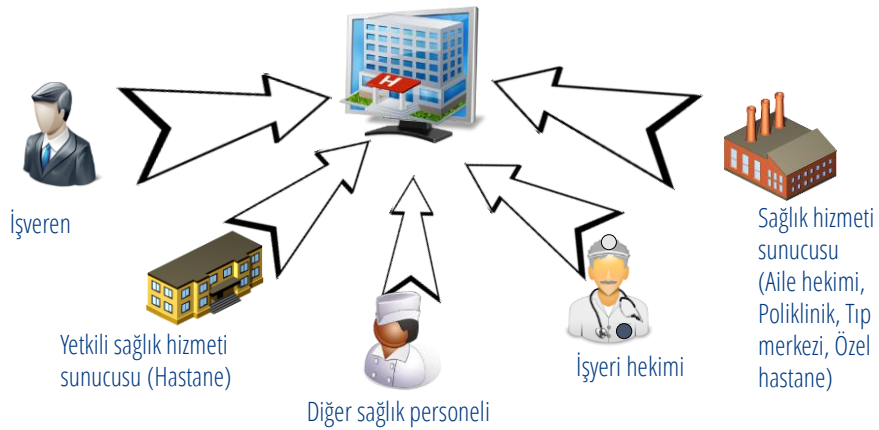 H
İşveren
Yetkili sağlık hizmeti
sunucusu (Hastane)
Diğer sağlık personeli
İşyeri hekimi
Sağlık hizmeti
sunucusu
(Aile hekimi,
Poliklinik, Tıp
merkezi, Özel
hastane)